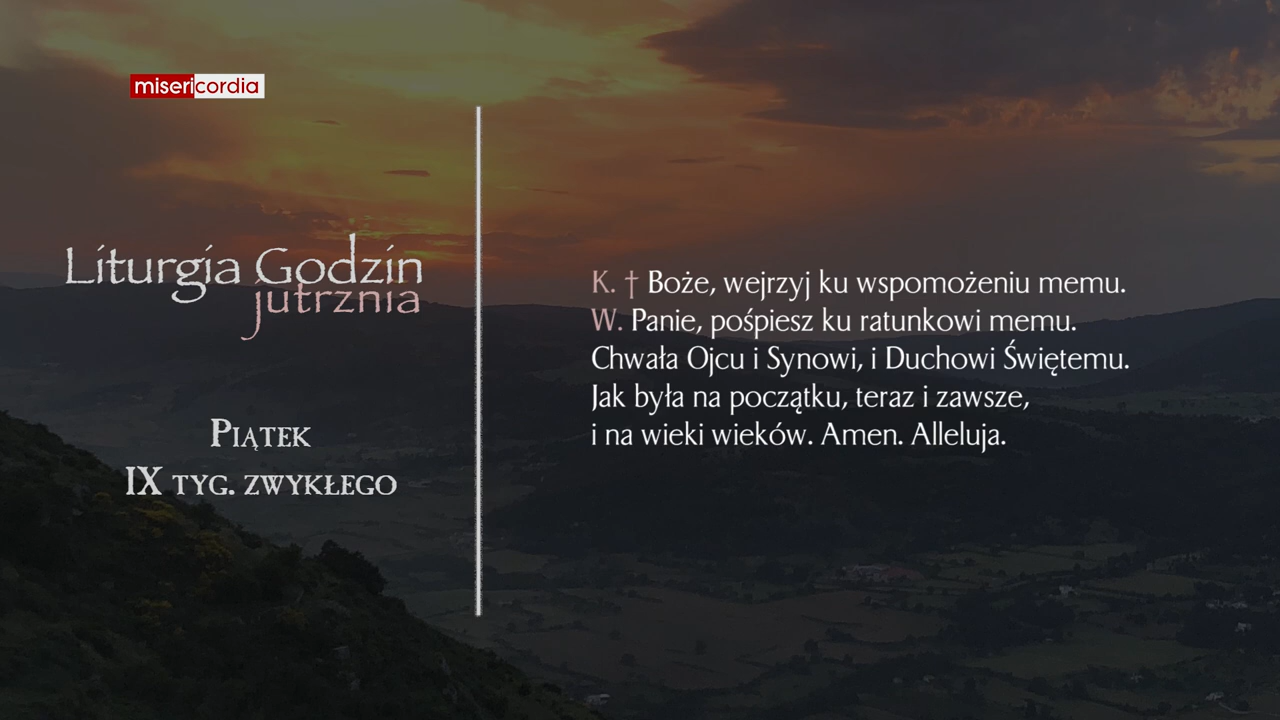 misericordia
Liturgia Godzin
jutrznia
Piątek
IX tyg. zwykłego
K. † Boże, wejrzyj ku wspomożeniu memu.
W. Panie, pośpiesz ku ratunkowi memu.
Chwała Ojcu i Synowi, i Duchowi Świętemu.
Jak była na początku, teraz i zawsze,
i na wieki wieków. Amen. Alleluja.